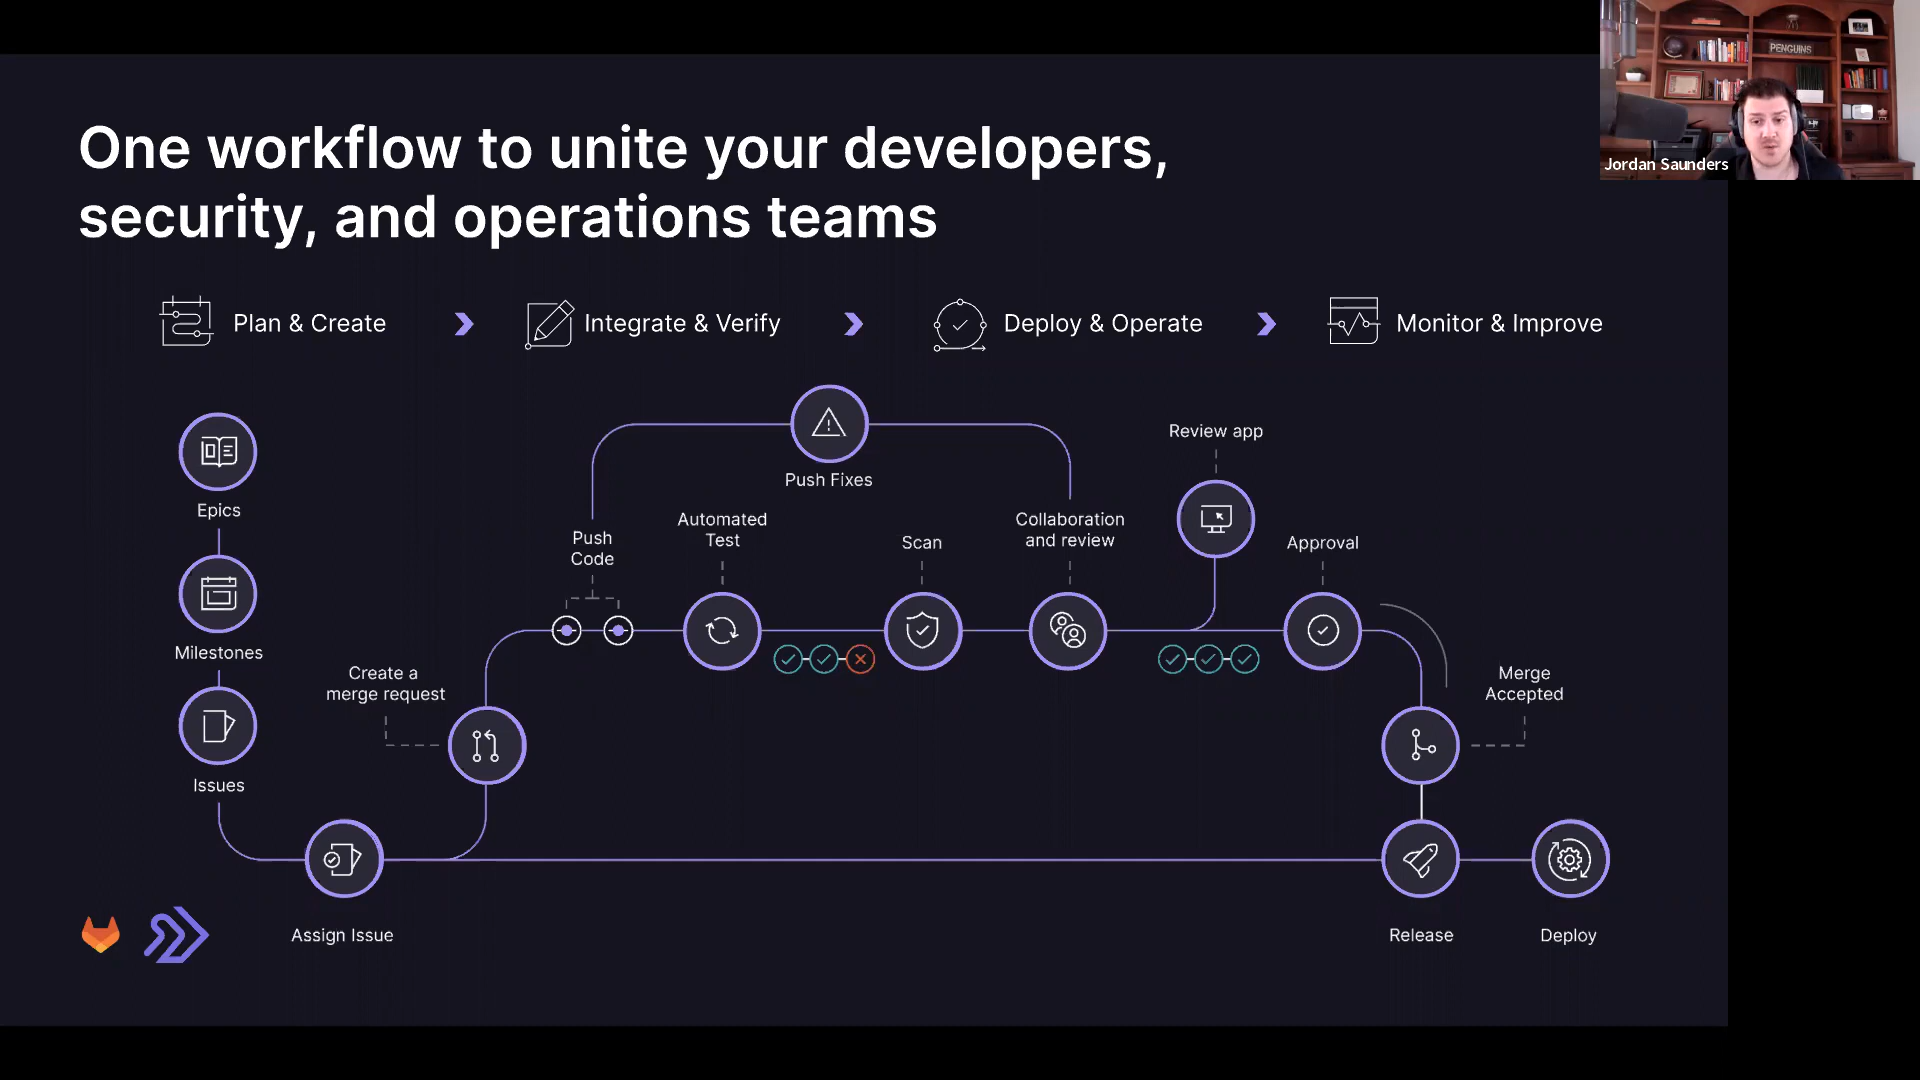 One workflow to unite your developers,
security, and operations teams
PENGUINS
Jordan Saunders
Plan & Create
Integrate & Verify
Deploy & Operate
Monitor & Improve
Epics
Milestones
Issues
Assign Issue
Create a
merge request
Push
Code
Push Fixes
Automated
Test
Scan
Collaboration
and review
Review app
Approval
Merge
Accepted
Release
Deploy